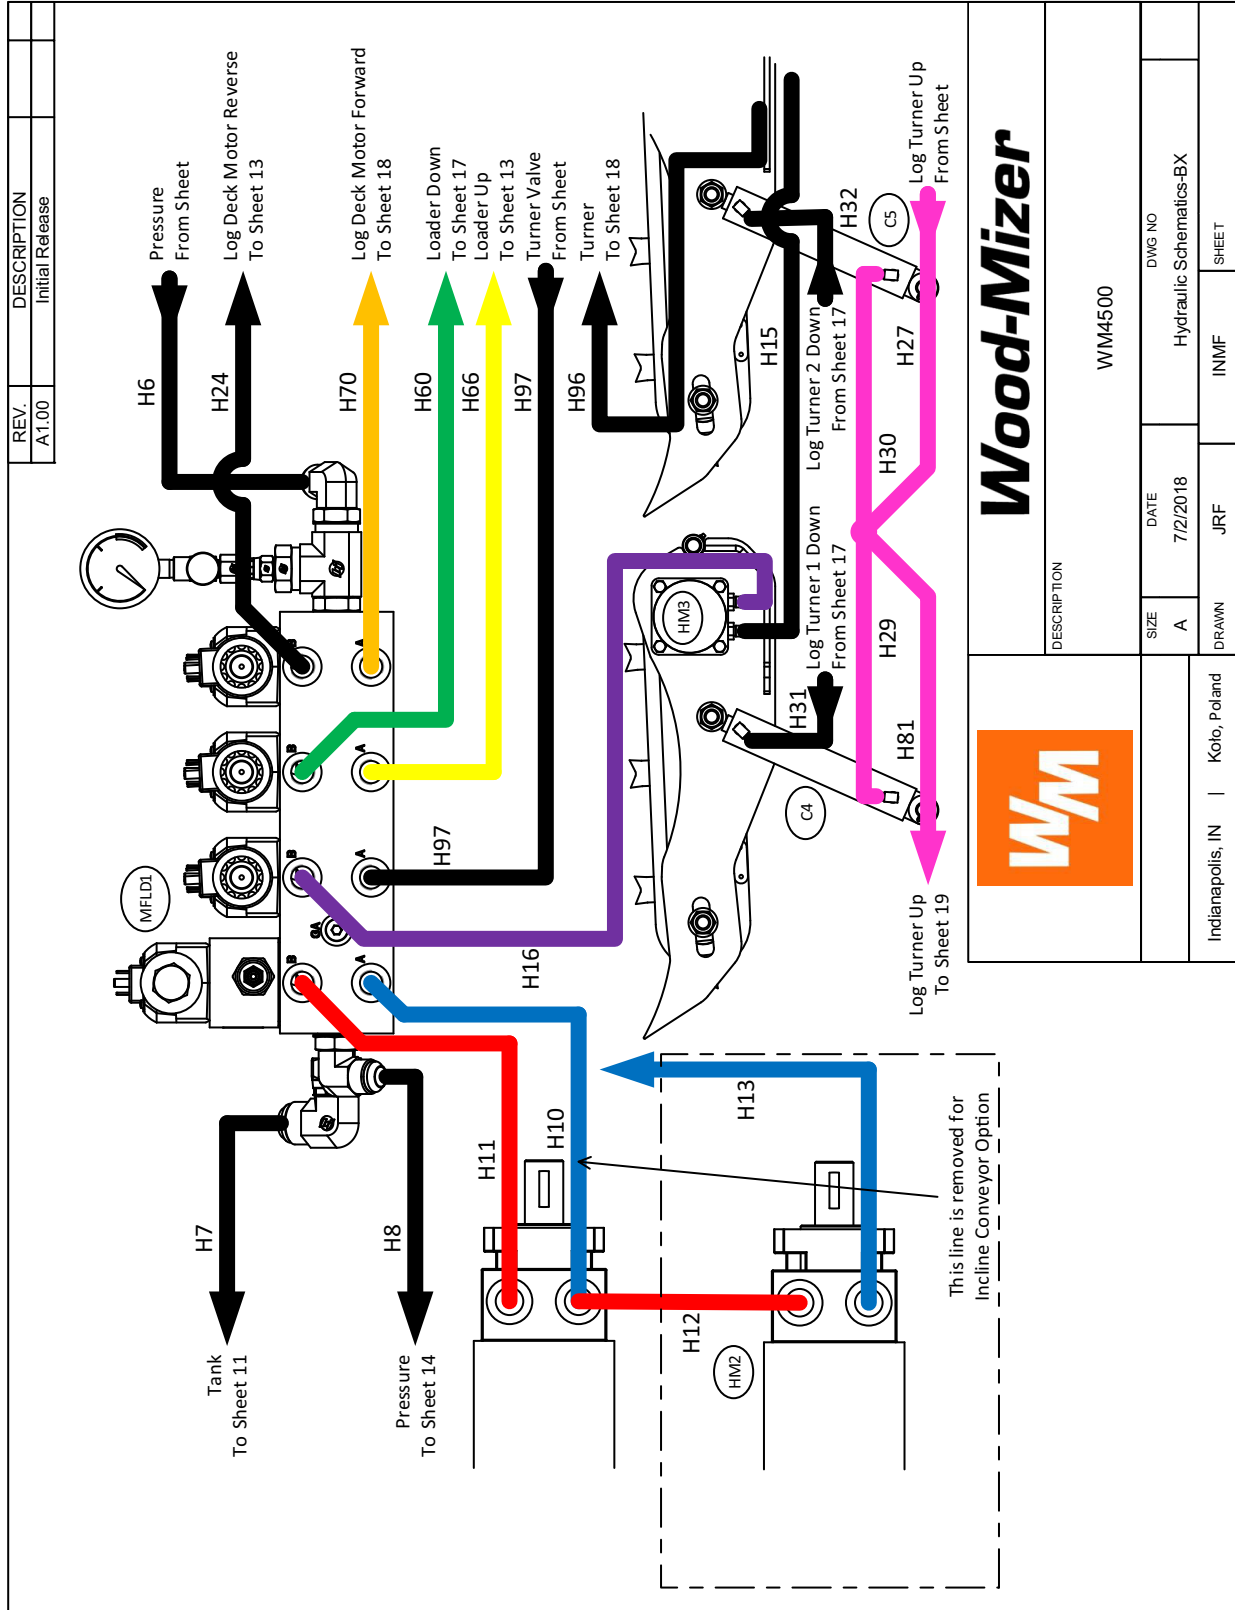 REV.
DESCRIPTION
A1.00
Initial Release
Tank
To Sheet 11
H7
Pressure
To Sheet 14
H8
MFLD1
B
A
VD
B
A
B
A
B
A
H6
Pressure
From Sheet
H24
Log Deck Motor Reverse
To Sheet 13
H70
Log Deck Motor Forward
To Sheet 18
H60
Loader Down
To Sheet 17
H66
Loader Up
To Sheet 13
H97
H97
Turner Valve
From Sheet
H96
Turner
To Sheet 18
H11
H10
H16
H12
H13
HM2
This line is removed for
Incline Conveyor Option
HM3
H15
C4
H31
Log Turner 1 Down
From Sheet 17
Log Turner 2 Down
From Sheet 17
H32
C5
H29
H30
H81
H27
Log Turner Up
To Sheet 19
Log Turner Up
From Sheet
WM
Indianapolis, IN | Koło, Poland
Wood-Mizer
DESCRIPTION
WM4500
SIZE
A
DATE
7/2/2018
DWG NO
Hydraulic Schematics-BX
DRAWN
JRF
INMF
SHEET